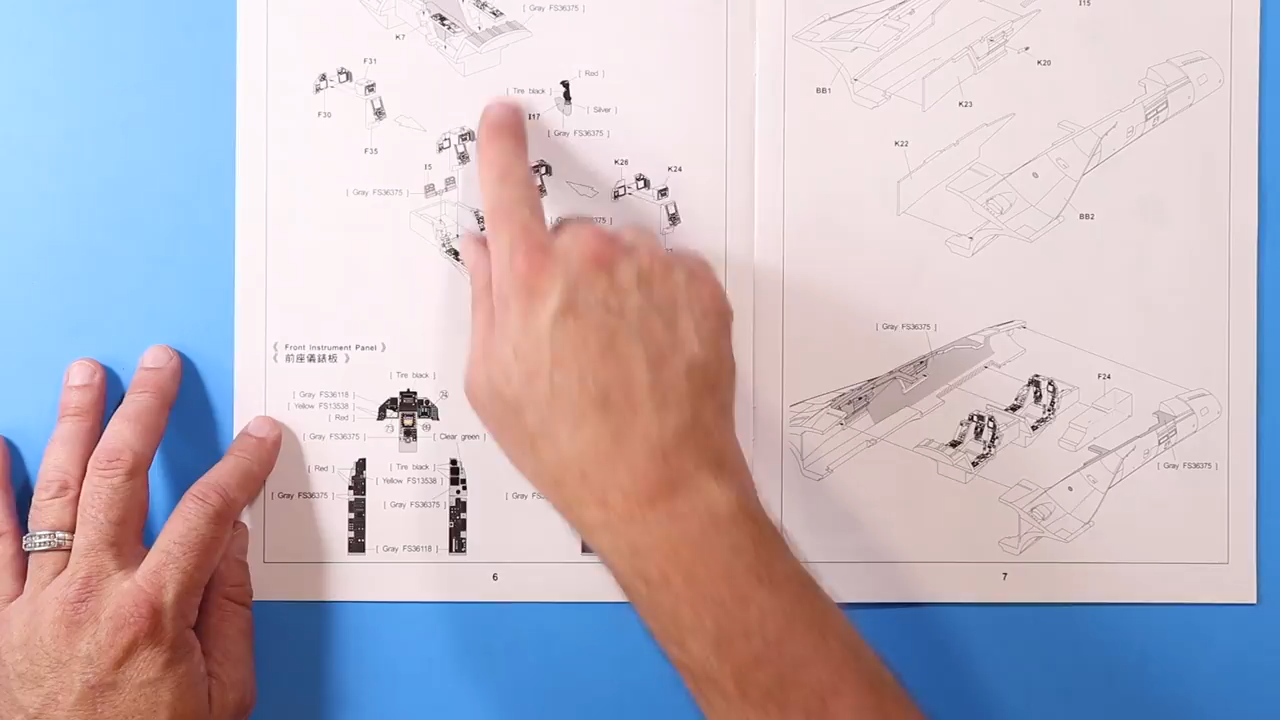 [ Gray FS36375 ]
K7
F31
F30
F35
[ Red ]
[ Tire black ]
[ Silver ]
I17
[ Gray FS36375 ]
I5
[ Gray FS36375 ]
K26
K24
《 Front Instrument Panel 》
《 前座儀錶板 》
[ Tire black ]
[ Gray FS36118 ]
[ Yellow FS13538 ]
[ Red ]
[ Gray FS36375 ]
[ Clear green ]
[ Red ]
[ Tire black ]
[ Yellow FS13538 ]
[ Gray FS36375 ]
[ Gray FS36375 ]
[ Gray FS36118 ]
6
I15
BB1
K20
K23
K22
BB2
[ Gray FS36375 ]
F24
[ Gray FS36375 ]
7